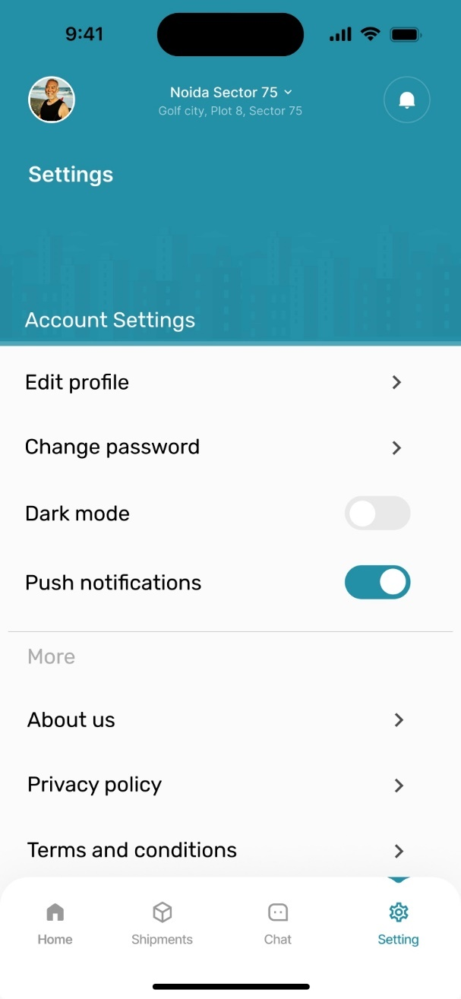 9:41
Noida Sector 75
Golf city, Plot 8, Sector 75
Settings
Account Settings
Edit profile
Change password
Dark mode
Push notifications
More
About us
Privacy policy
Terms and conditions
Home
Shipments
Chat
Setting